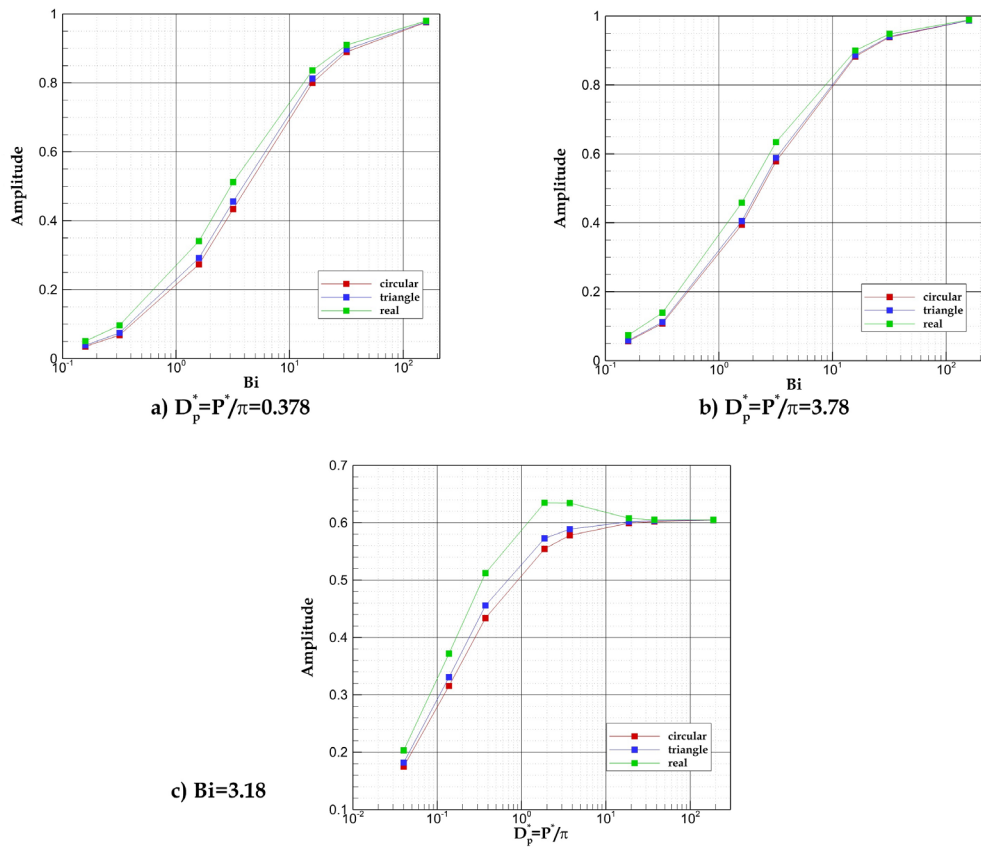 1
0.8
0.6
0.4
0.2
0
Amplitude
10⁻¹ 10⁰ 10¹ 10² 
Bi
circular
triangle
real
a) D*p=P*/π=0.378
1
0.8
0.6
0.4
0.2
0
Amplitude
10⁻¹ 10⁰ 10¹ 10²
Bi
circular
triangle
real
b) D*p=P*/π=3.78
0.7
0.6
0.5
0.4
0.3
0.2
0.1
Amplitude
10⁻² 10⁻¹ 10⁰ 10¹ 10²
D*p=P*/π
circular
triangle
real
c) Bi=3.18